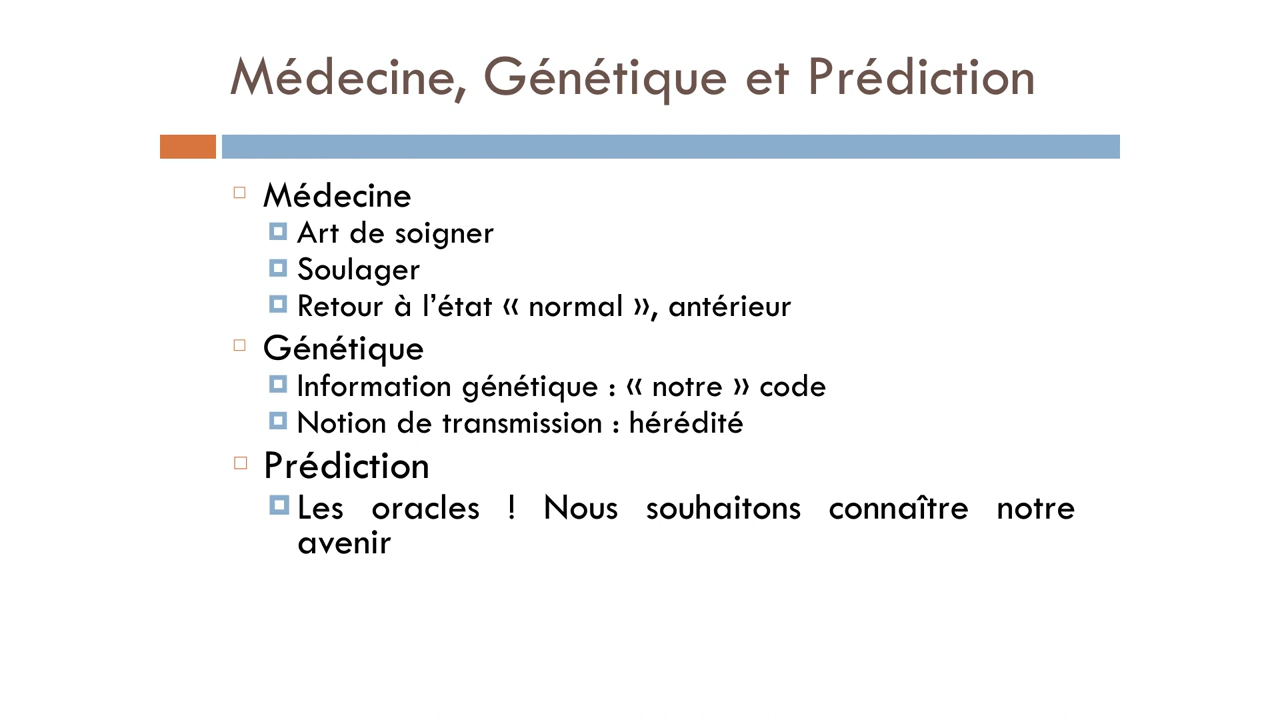 Médecine, Génétique et Prédiction
Médecine
Art de soigner
Soulager
Retour à l’état « normal », antérieur
Génétique
Information génétique : « notre » code
Notion de transmission : hérédité
Prédiction
Les oracles ! Nous souhaitons connaître notre
avenir